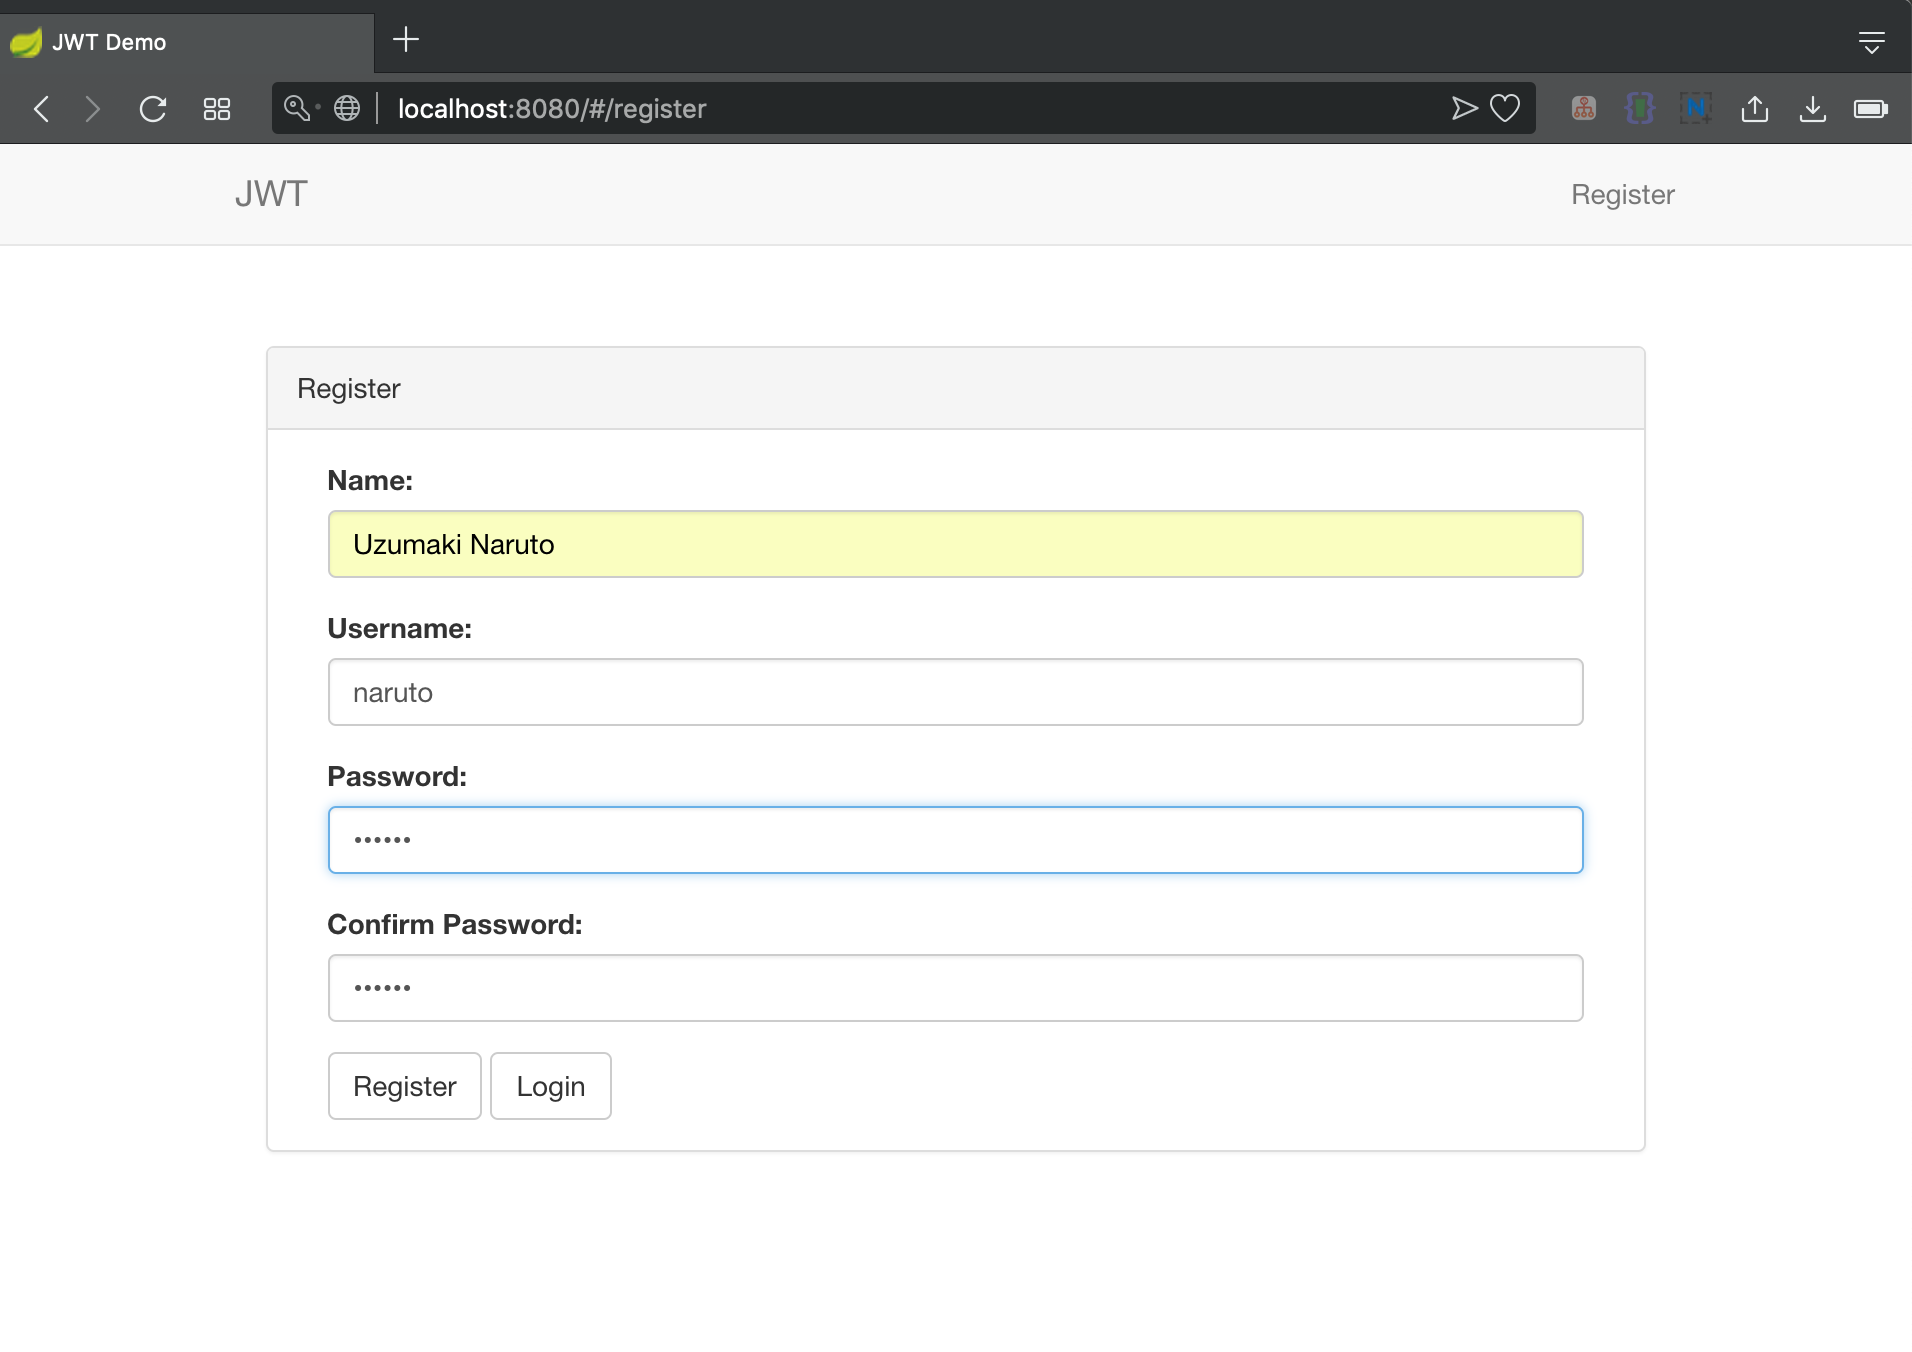 JWT Demo
localhost:8080/#/register
JWT Register
Register
Name:
Uzumaki Naruto
Username:
naruto
Password:
••••••
Confirm Password:
••••••
Register Login